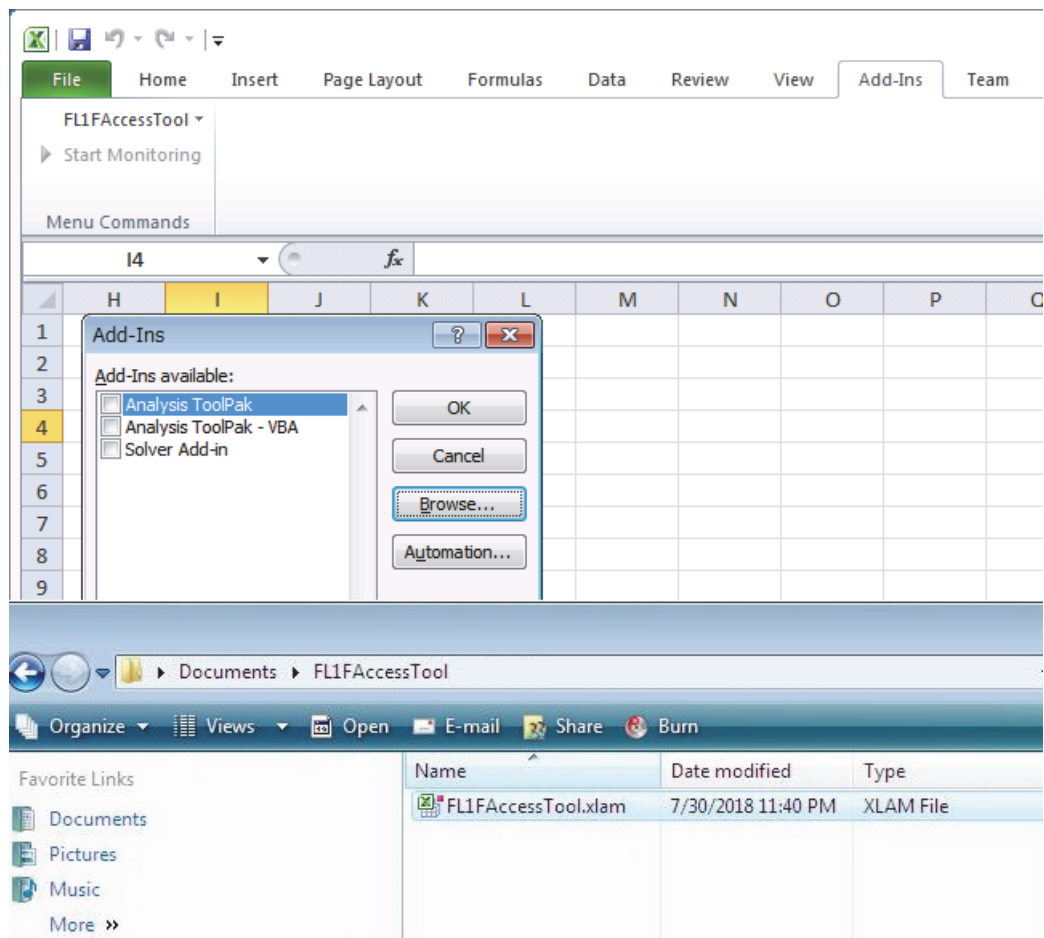 File Home Insert Page Layout Formulas Data Review View Add-Ins Team
FL1FAccessTool
Start Monitoring
Menu Commands
I4 fx
H I J K L M N O P Q
1
Add-Ins
2
Add-Ins available:
3
Analysis ToolPak OK
4
Analysis ToolPak - VBA
5
Solver Add-in Cancel
6
Browse...
7
8
Automation...
9
Documents FL1FAccessTool
Organize Views Open E-mail Share Burn
Favorite Links Name Date modified Type
Documents FL1FAccessTool.xlam 7/30/2018 11:40 PM XLAM File
Pictures
Music
More »